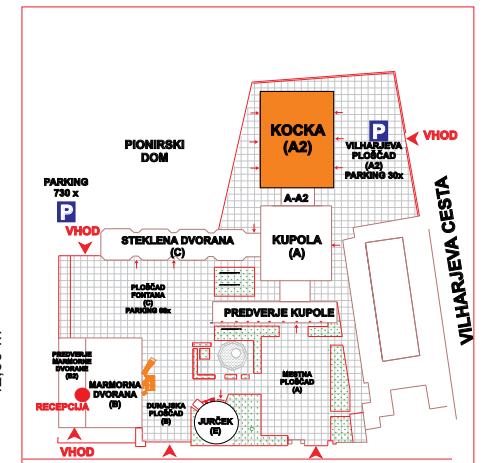 KOCKA
(A2)
P
VHOD
VILHARJEVA
PLOŠČAD
(A2)
PARKING 30x
PIONIRSKI
DOM
PARKING
730 x
P
VHOD
A-A2
STEKLENA DVORANA
(C)
KUPOLA
(A)
VILHARJEVA CESTA
PLOŠČAD
FONTANA
(C)
PARKING 68x
PREDVERJE KUPOLE
PREDVERJE
MARMORNE
DVORANE
(B2)
MARMORNA
DVORANA
(B)
MESTNA
PLOŠČAD
(A)
RECEPCIJA
DUNAJSKA
PLOŠČAD
(B)
JURČEK
(E)
VHOD